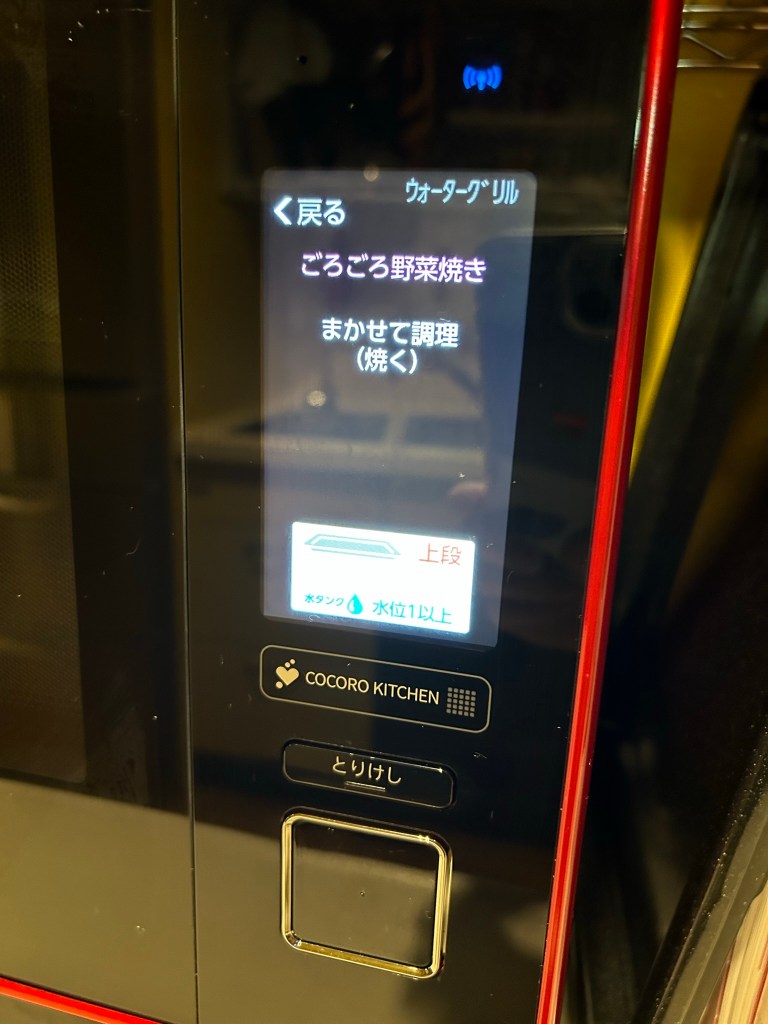 ウォーターグリル
く戻る
ごろごろ野菜焼き
まかせて調理
(焼く)
上段
水タンク 水位1以上
COCORO KITCHEN
とりけし